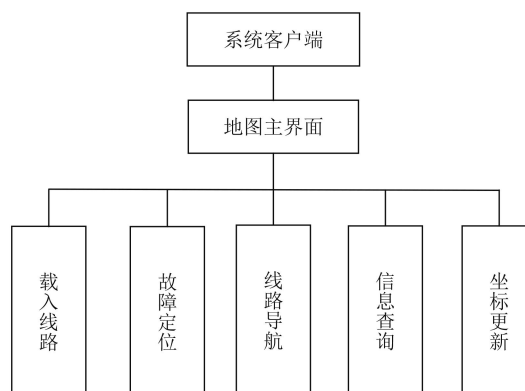 系统客户端
地图主界面
载入线路
故障定位
线路导航
信息查询
坐标更新